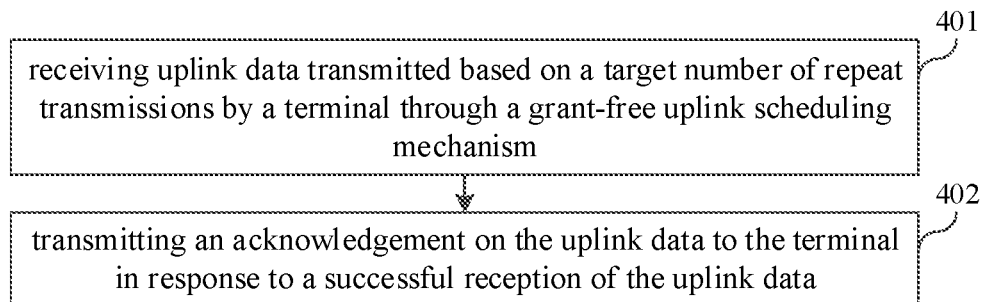 401
receiving uplink data transmitted based on a target number of repeat
transmissions by a terminal through a grant-free uplink scheduling
mechanism
402
transmitting an acknowledgement on the uplink data to the terminal
in response to a successful reception of the uplink data